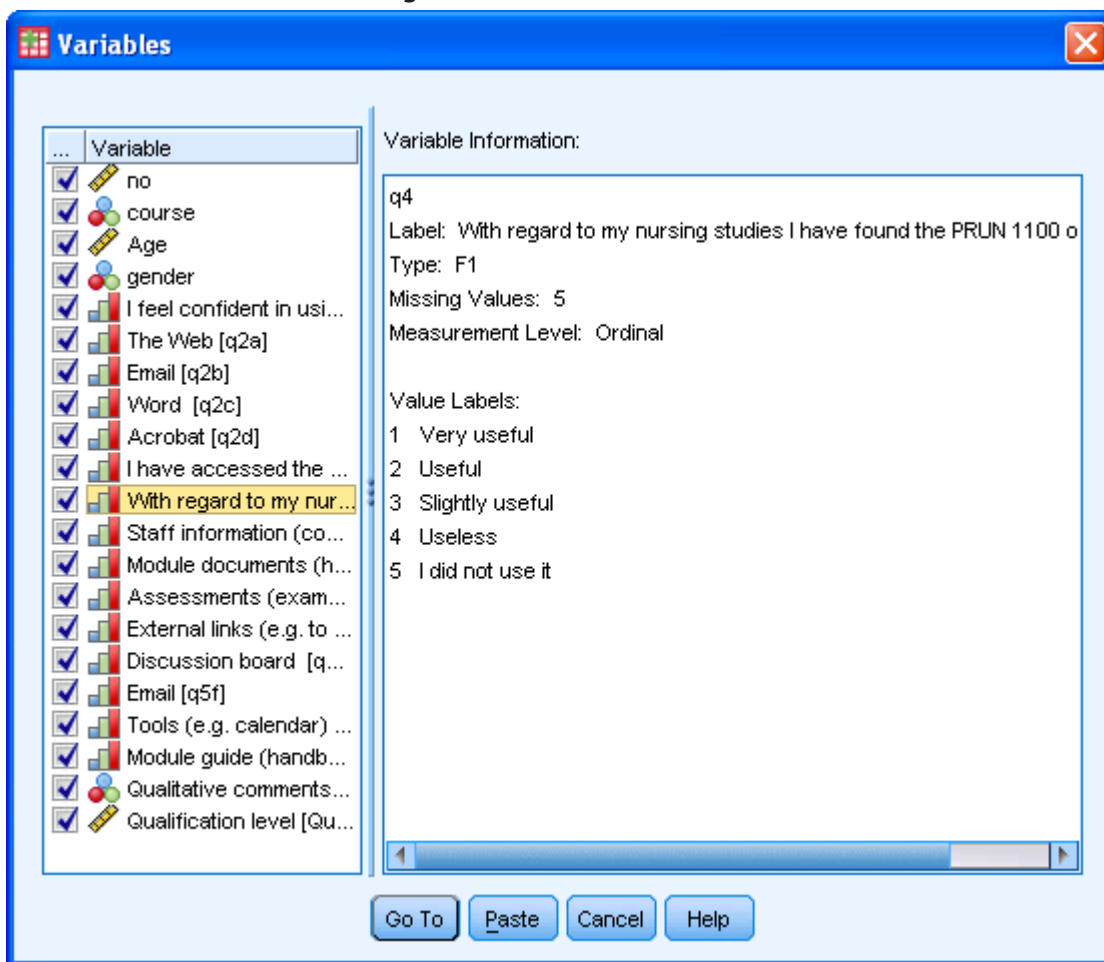 Variables
... Variable
no
course
Age
gender
I feel confident in usi...
The Web [q2a]
Email [q2b]
Word [q2c]
Acrobat [q2d]
I have accessed the ...
With regard to my nur...
Staff information (co...
Module documents (h...
Assessments (exam...
External links (e.g. to ...
Discussion board [q...
Email [q5f]
Tools (e.g. calendar) ...
Module guide (handb...
Qualitative comments...
Qualification level [Qu...
Variable Information:
q4
Label: With regard to my nursing studies I have found the PRUN 1100 o
Type: F1
Missing Values: 5
Measurement Level: Ordinal
Value Labels:
1 Very useful
2 Useful
3 Slightly useful
4 Useless
5 I did not use it
Go To Paste Cancel Help